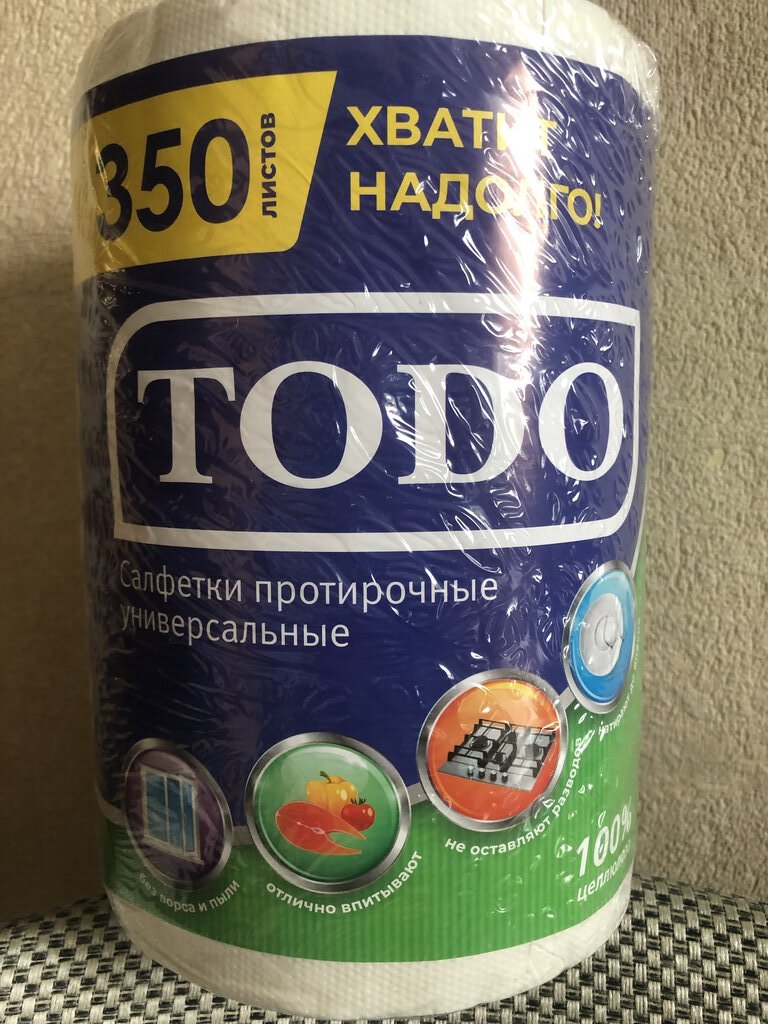 350
листов
ХВАТИТ
НАДОЛГО!
TODO
Салфетки протирочные
универсальные
без ворса и пыли
отлично впитывают
не оставляют разводов
100%